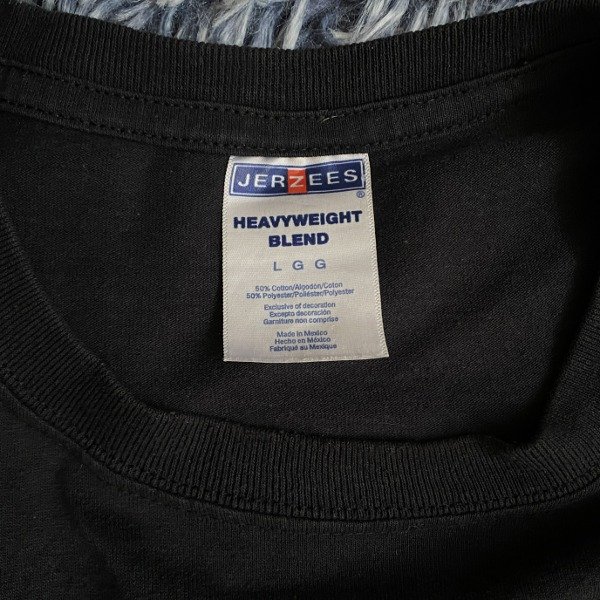 JERZEES
®
HEAVYWEIGHT
BLEND
L G G
50% Cotton/Algodón/Coton
50% Polyester/Poliéster/Polyester
Exclusive of decoration
Excepto decoración
Garniture non comprise
Made in Mexico
Hecho en México
Fabriqué au Mexique